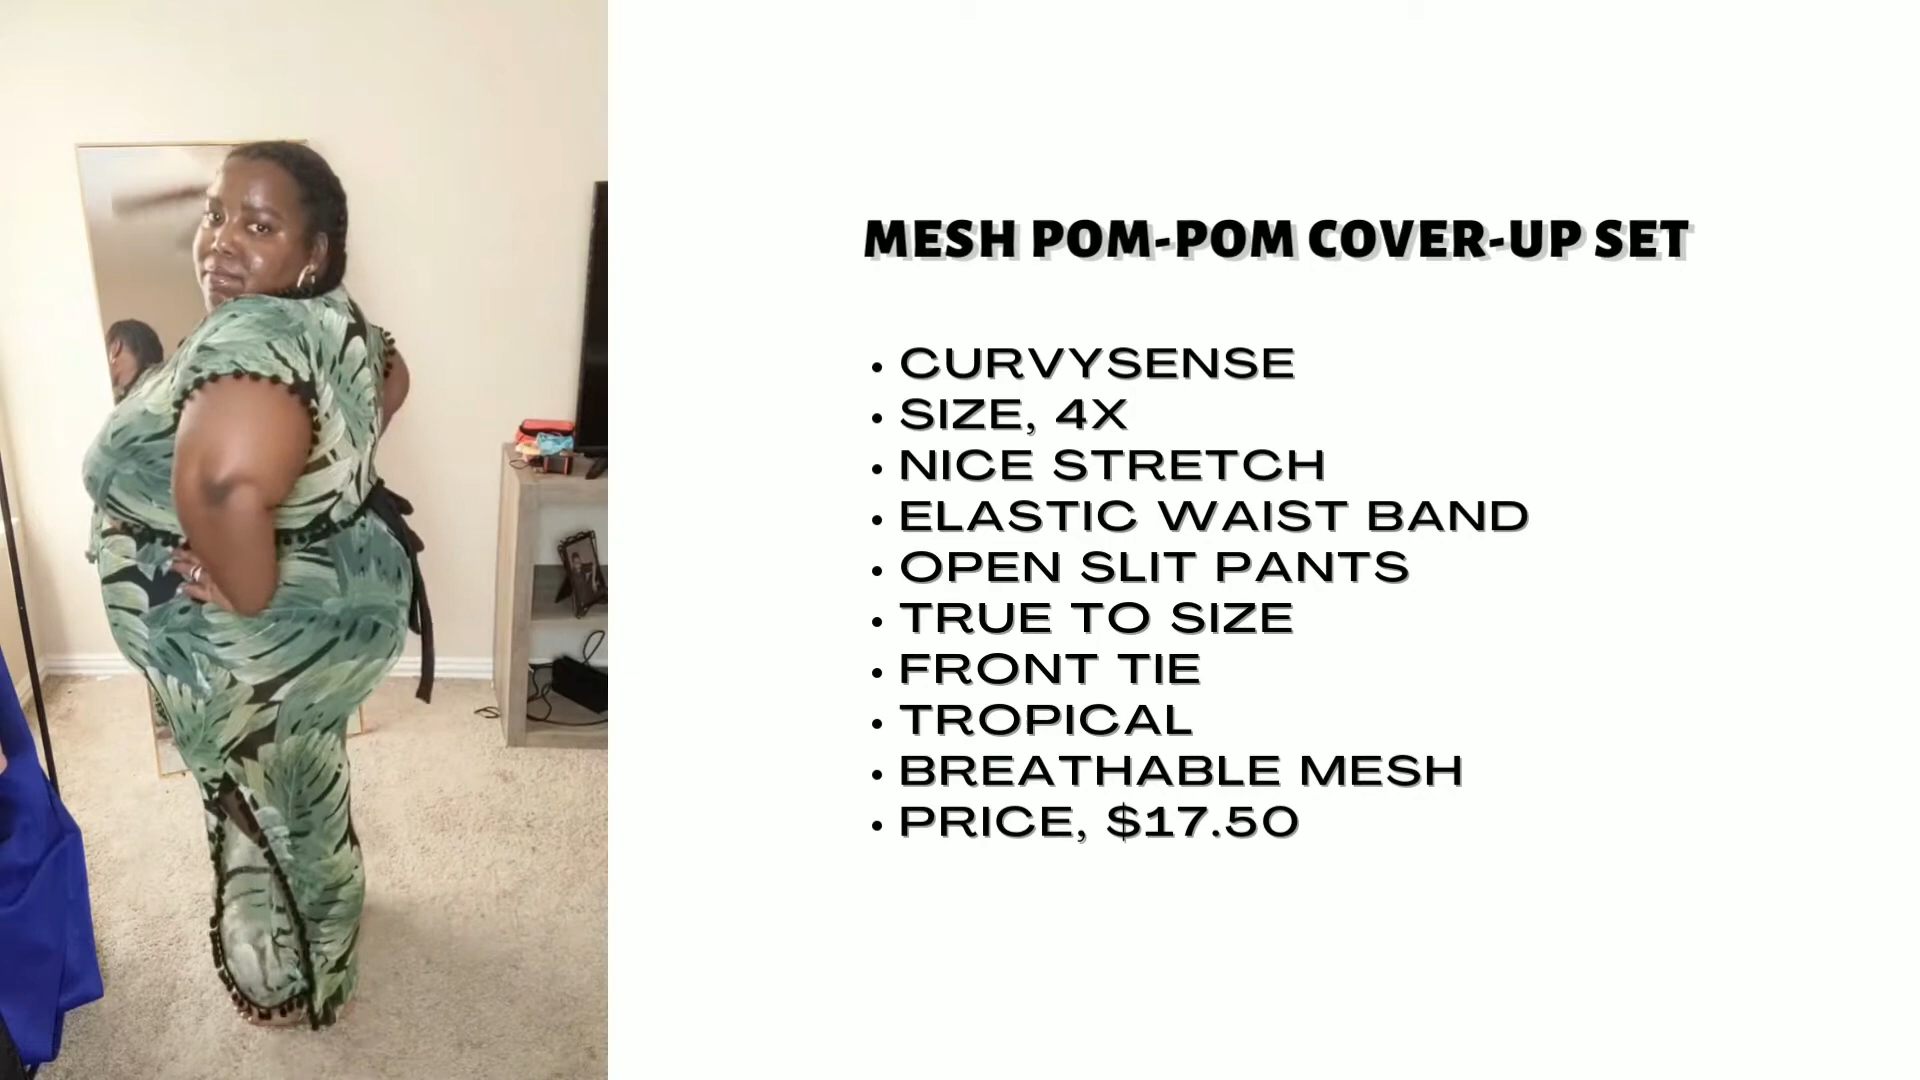 MESH POM-POM COVER-UP SET
• CURVYSENSE
• SIZE, 4X
• NICE STRETCH
• ELASTIC WAIST BAND
• OPEN SLIT PANTS
• TRUE TO SIZE
• FRONT TIE
• TROPICAL
• BREATHABLE MESH
• PRICE, $17.50